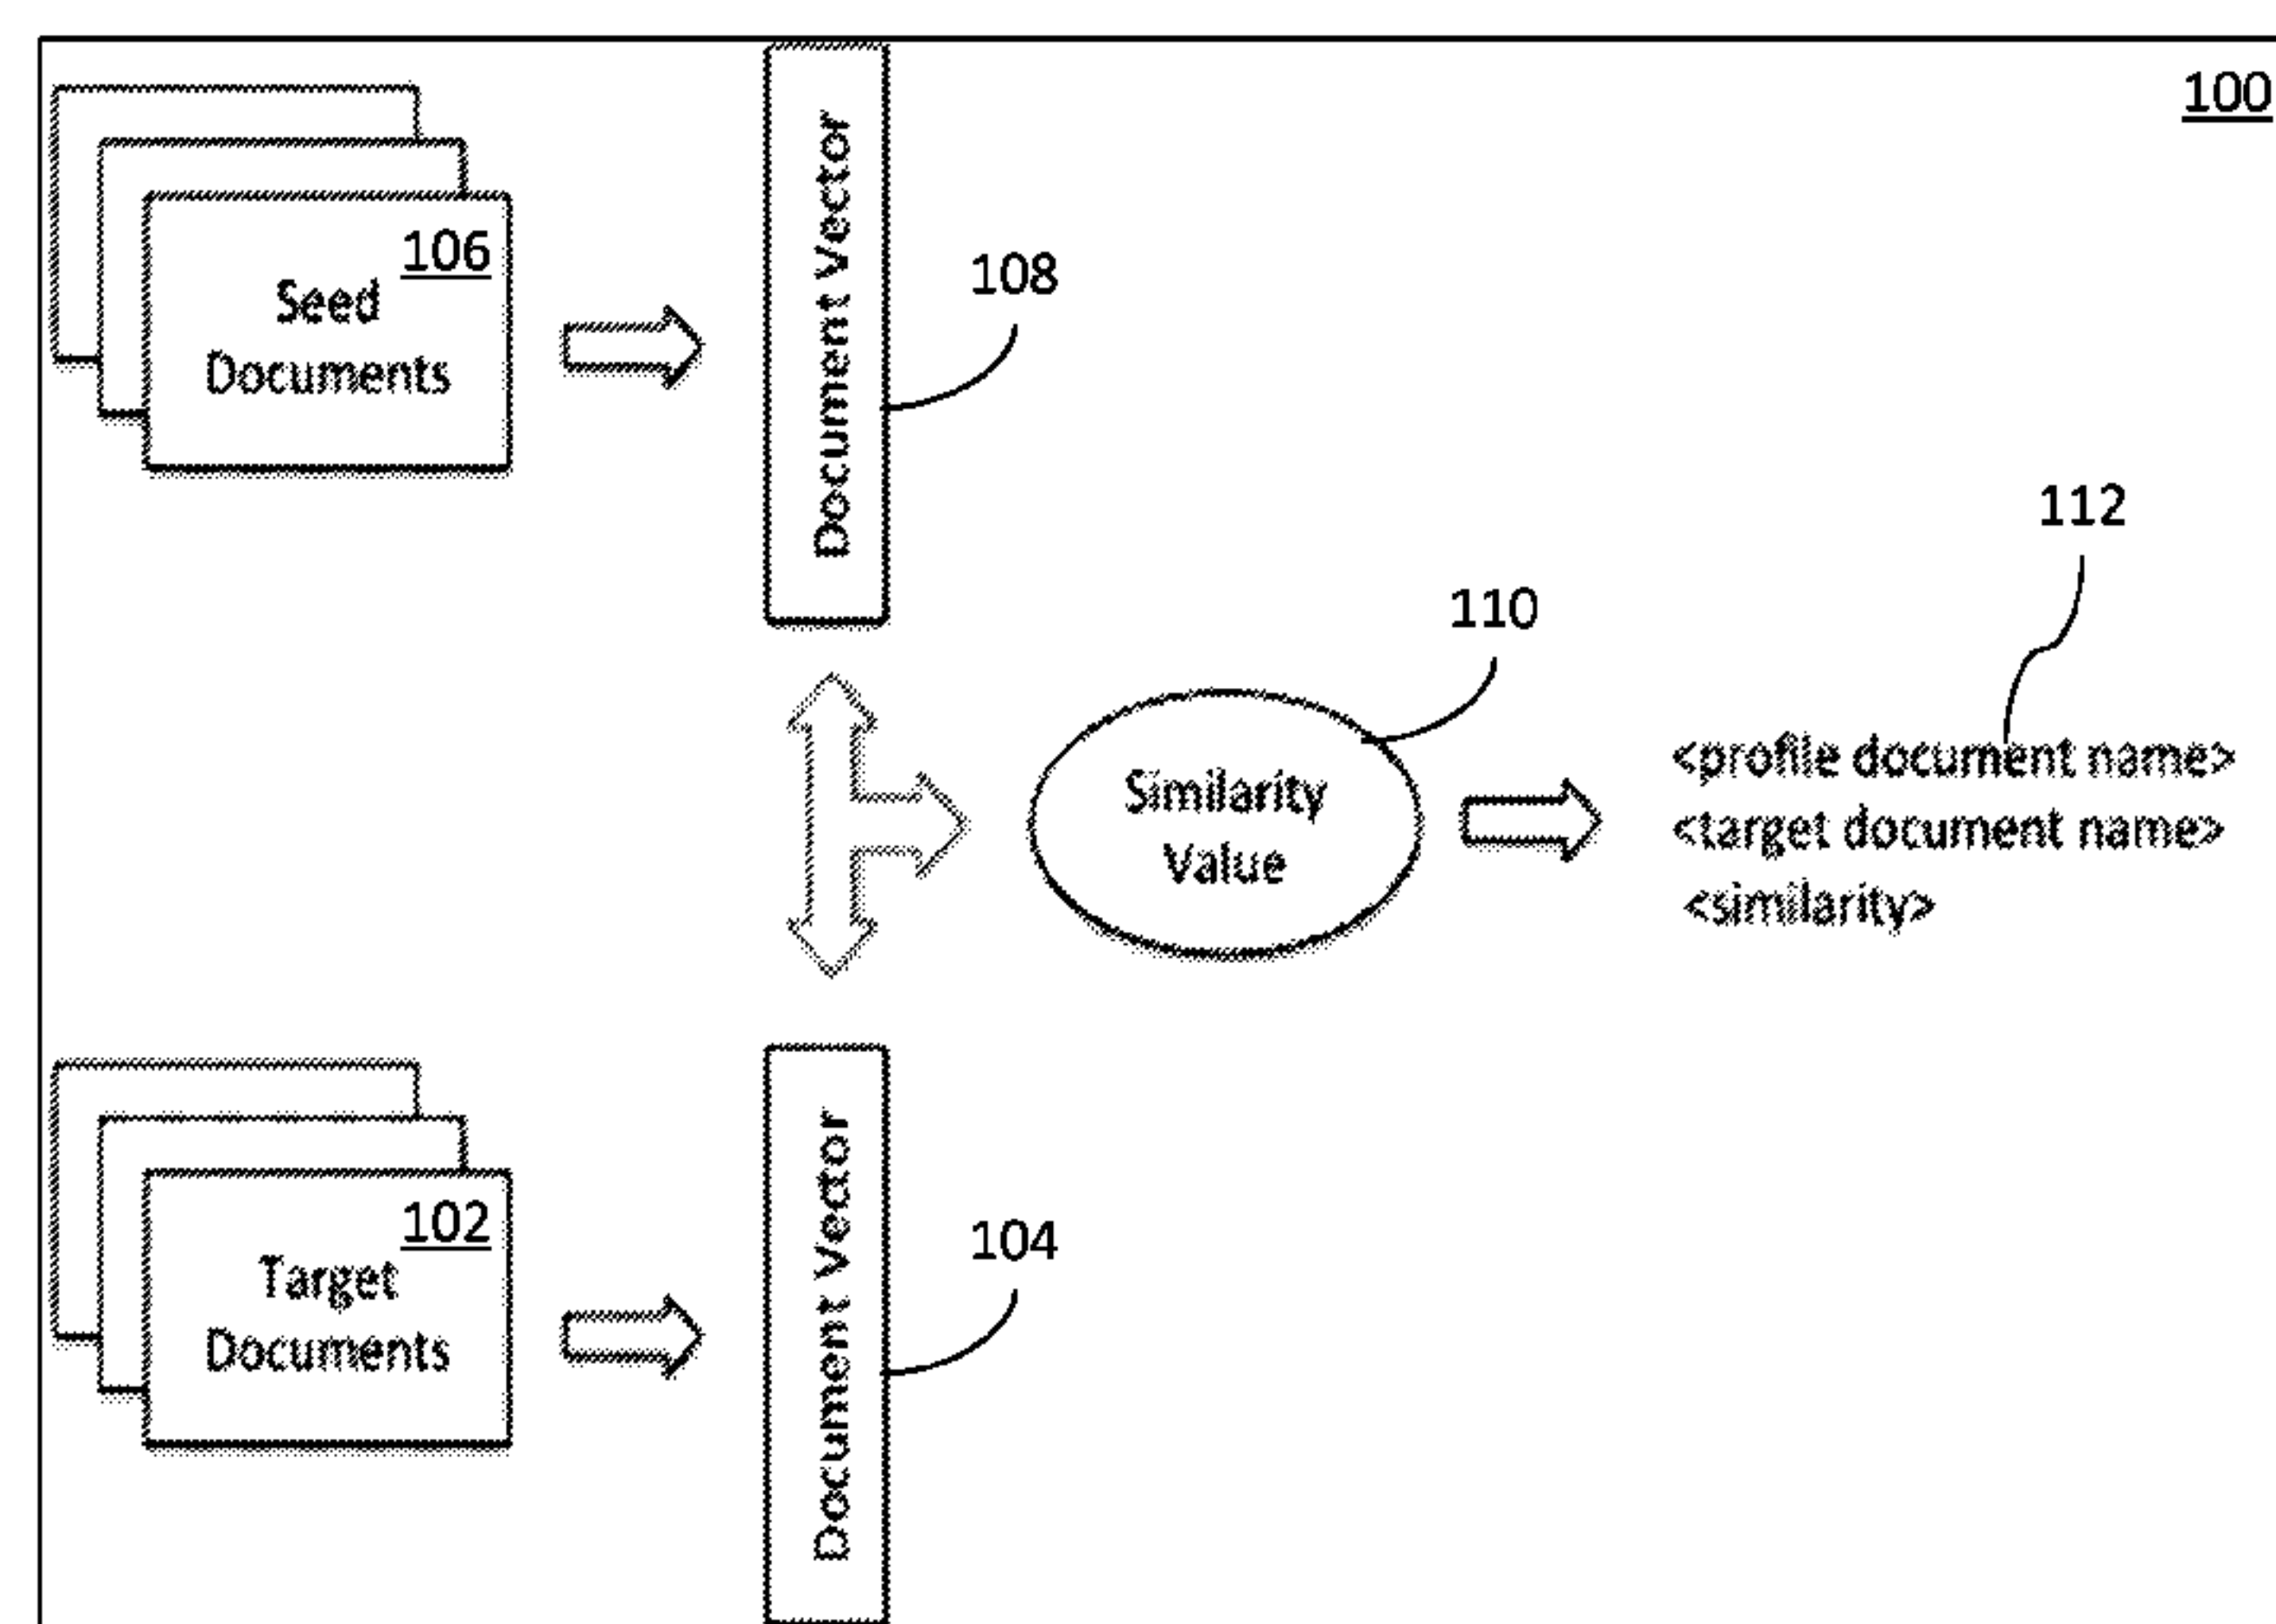 100
106
Seed
Documents
Document Vector
108
112
110
Similarity
Value
<profile document name>
<target document name>
<similarity>
102
Target
Documents
Document Vector
104